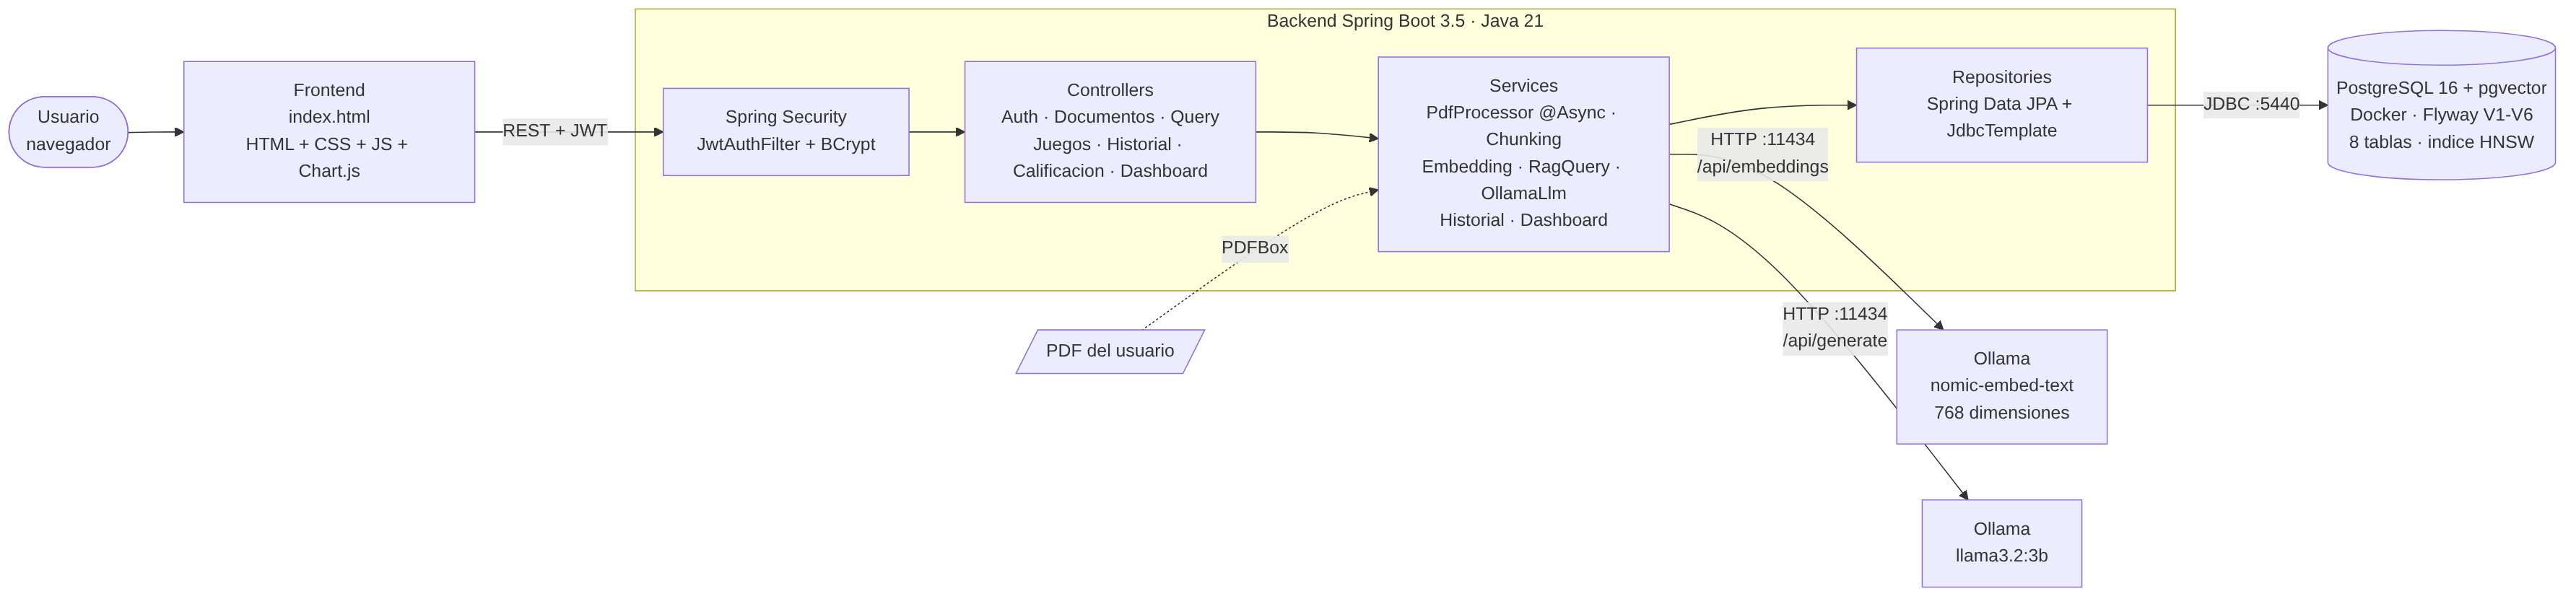 Backend Spring Boot 3.5 · Java 21
Usuario
navegador
Frontend
index.html
HTML + CSS + JS +
Chart.js
REST + JWT
Spring Security
JwtAuthFilter + BCrypt
Controllers
Auth · Documentos · Query
Juegos · Historial ·
Calificacion · Dashboard
Services
PdfProcessor @Async ·
Chunking
Embedding · RagQuery ·
OllamaLlm
Historial · Dashboard
Repositories
Spring Data JPA +
JdbcTemplate
JDBC :5440
PostgreSQL 16 + pgvector
Docker · Flyway V1-V6
8 tablas · indice HNSW
HTTP :11434
/api/embeddings
PDFBox
PDF del usuario
HTTP :11434
/api/generate
Ollama
nomic-embed-text
768 dimensiones
Ollama
llama3.2:3b